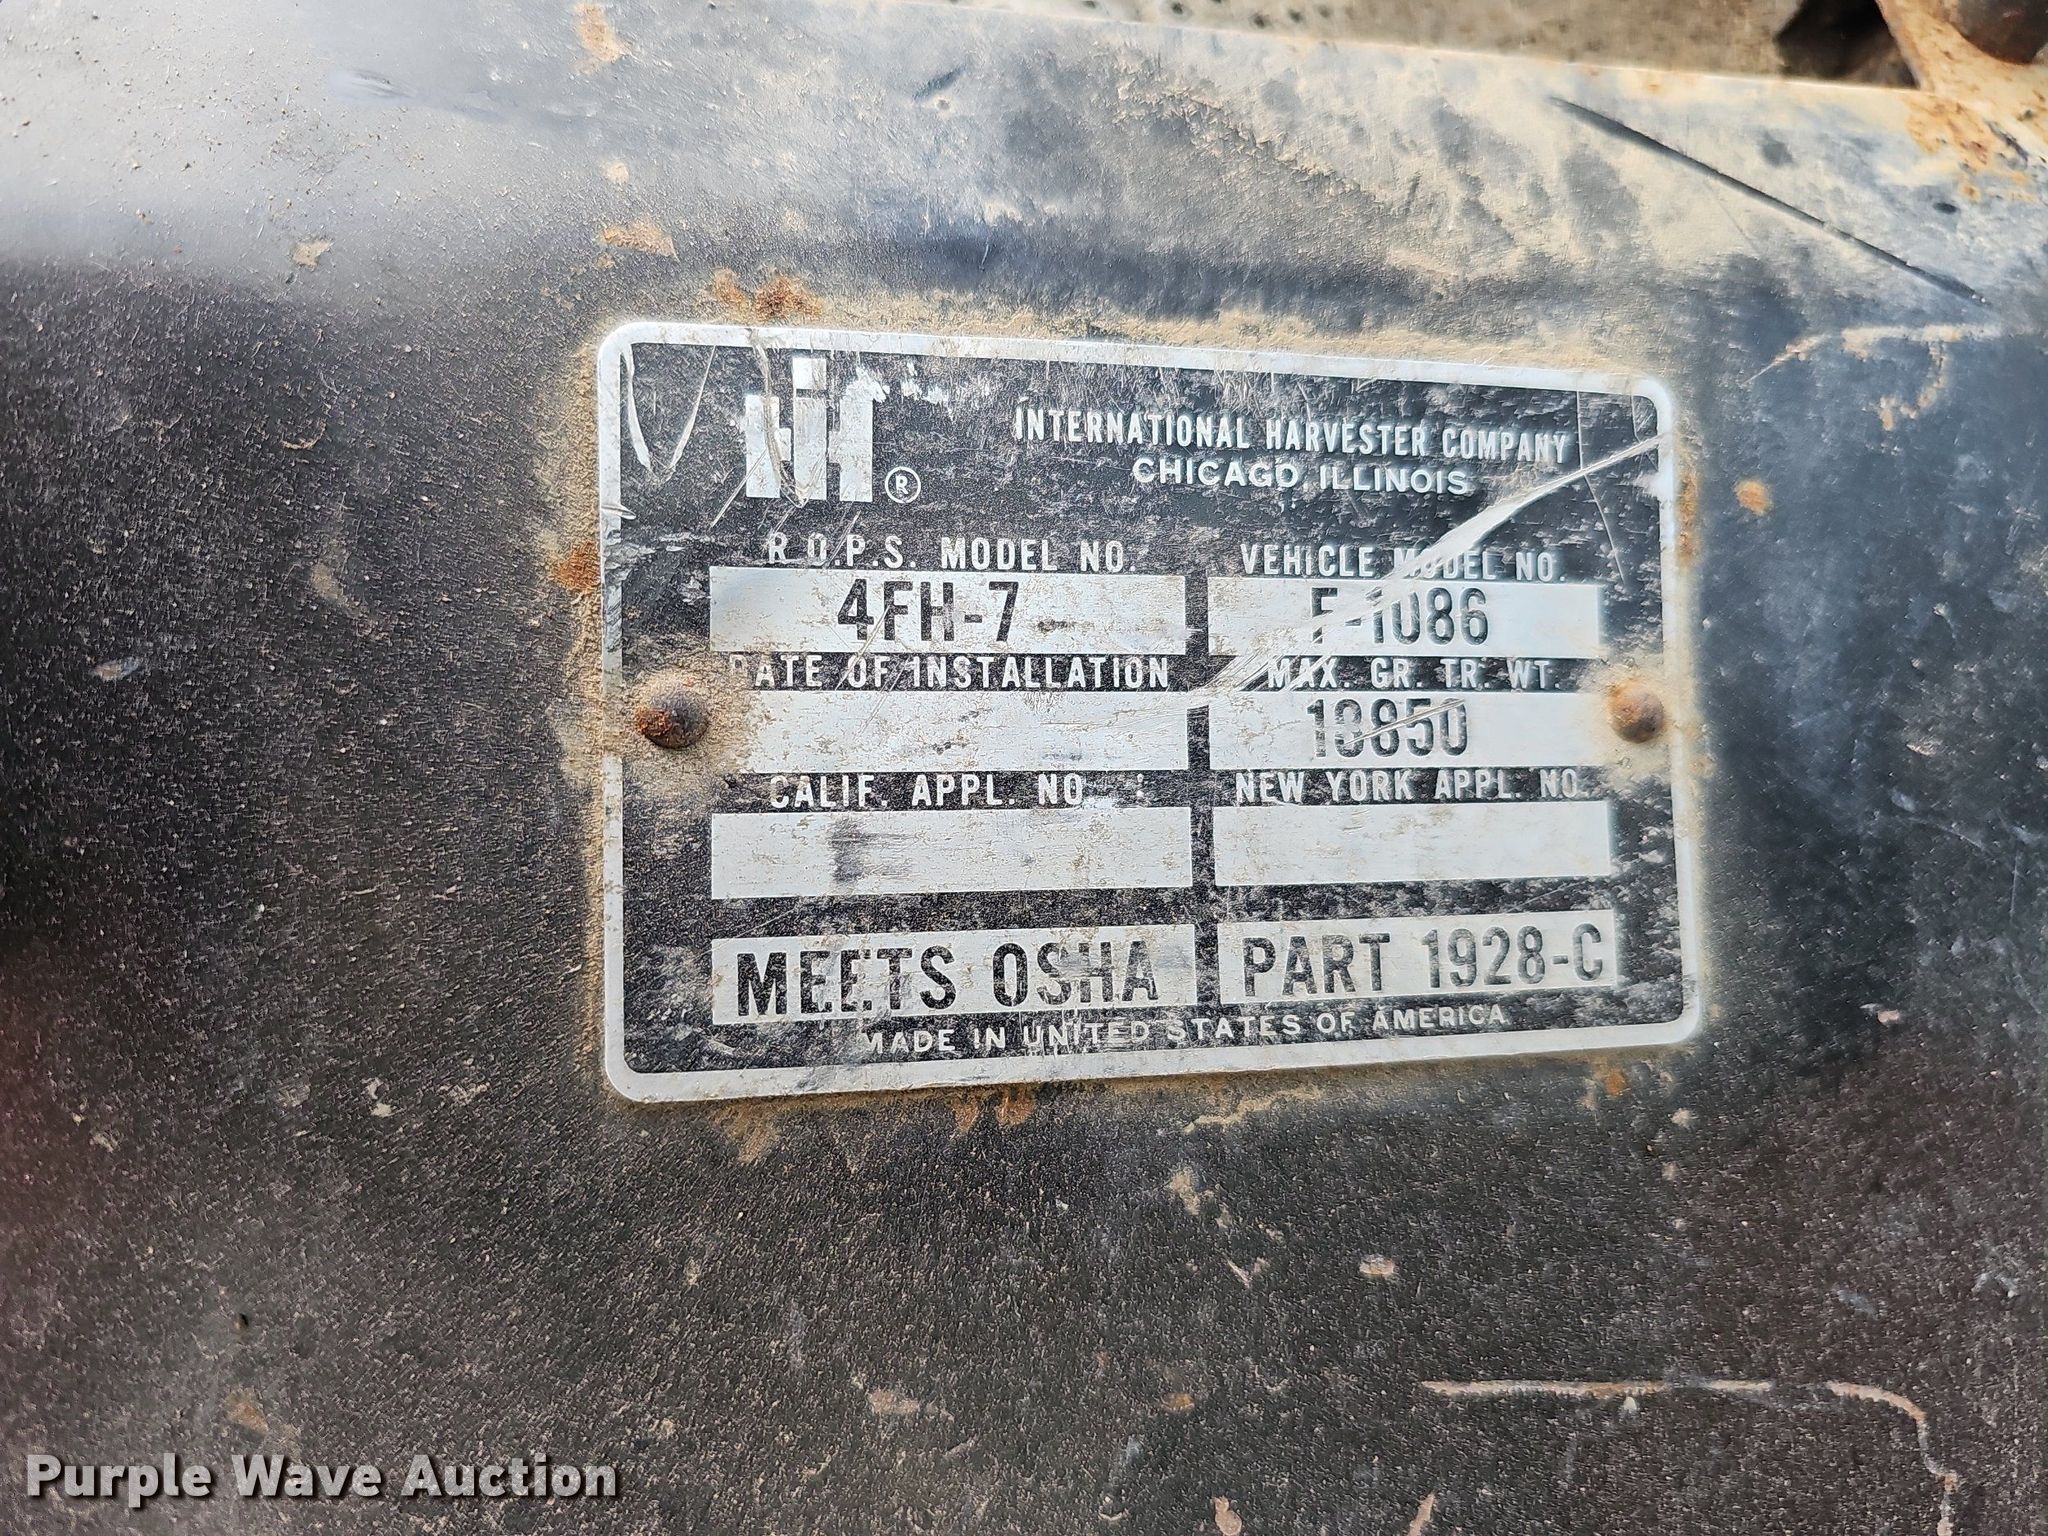 IH ®
INTERNATIONAL HARVESTER COMPANY
CHICAGO, ILLINOIS
R.O.P.S. MODEL NO.
4FH-7
VEHICLE MODEL NO.
F-1086
DATE OF INSTALLATION
MAX. GR. TR. WT.
CALIF. APPL. NO.
NEW YORK APPL. NO.
MEETS OSHA
PART 1928-C
MADE IN UNITED STATES OF AMERICA
Purple Wave Auction